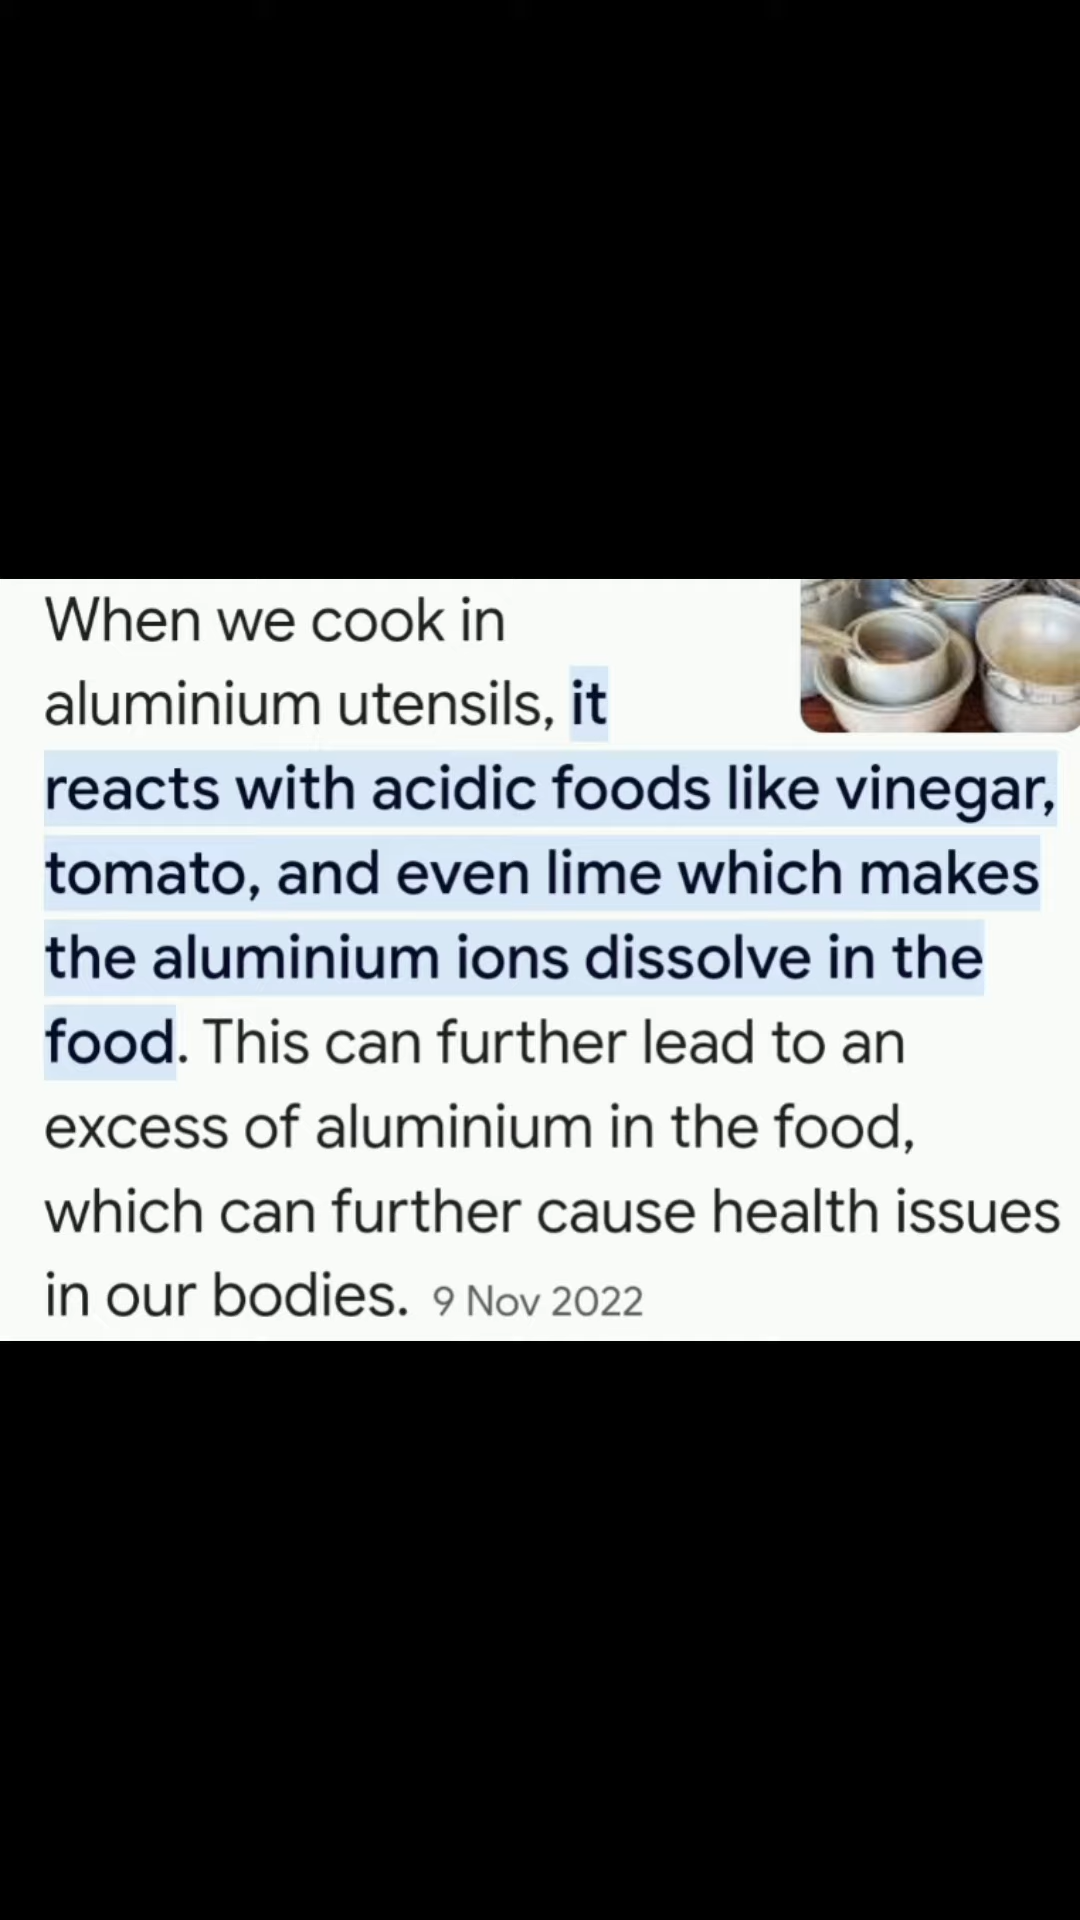 When we cook in
aluminium utensils, it
reacts with acidic foods like vinegar,
tomato, and even lime which makes
the aluminium ions dissolve in the
food. This can further lead to an
excess of aluminium in the food,
which can further cause health issues
in our bodies. 9 Nov 2022